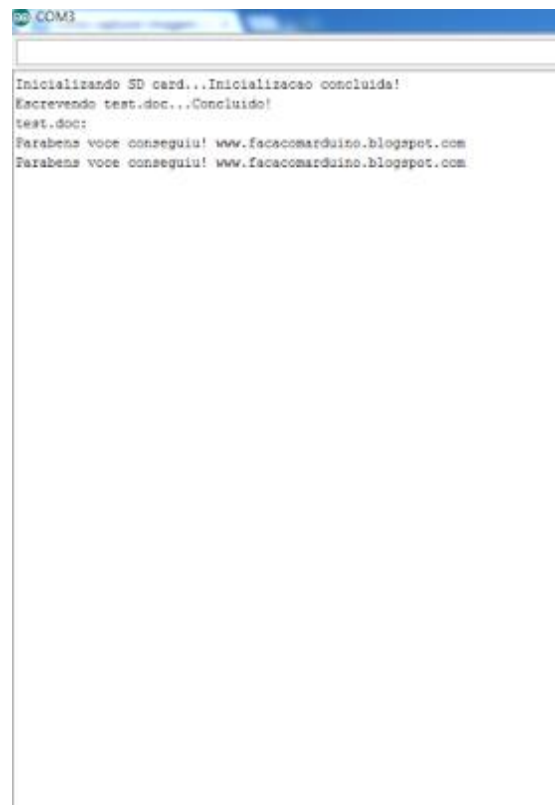 COM3
Inicializando SD card...Inicializacao concluida!
Escrevendo test.doc...Concluido!
test.doc:
Parabens voce conseguiu! www.facacomarduino.blogspot.com
Parabens voce conseguiu! www.facacomarduino.blogspot.com